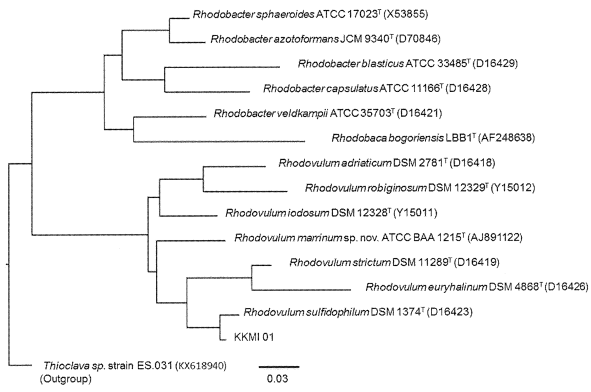 Rhodobacter sphaeroides ATCC 17023ᵀ (X53855)
Rhodobacter azotoformans JCM 9340ᵀ (D70846)
Rhodobacter blasticus ATCC 33485ᵀ (D16429)
Rhodobacter capsulatus ATCC 11166ᵀ (D16428)
Rhodobacter veldkampii ATCC 35703ᵀ (D16421)
Rhodobaca bogoriensis LBB1ᵀ (AF248638)
Rhodovulum adriaticum DSM 2781ᵀ (D16418)
Rhodovulum robiginosum DSM 12329ᵀ (Y15012)
Rhodovulum iodosum DSM 12328ᵀ (Y15011)
Rhodovulum marrinum sp. nov. ATCC BAA 1215ᵀ (AJ891122)
Rhodovulum strictum DSM 11289ᵀ (D16419)
Rhodovulum euryhalinum DSM 4868ᵀ (D16426)
Rhodovulum sulfidophilum DSM 1374ᵀ (D16423)
KKMI 01
Thioclava sp. strain ES.031 (KX618940)
(Outgroup)
0.03